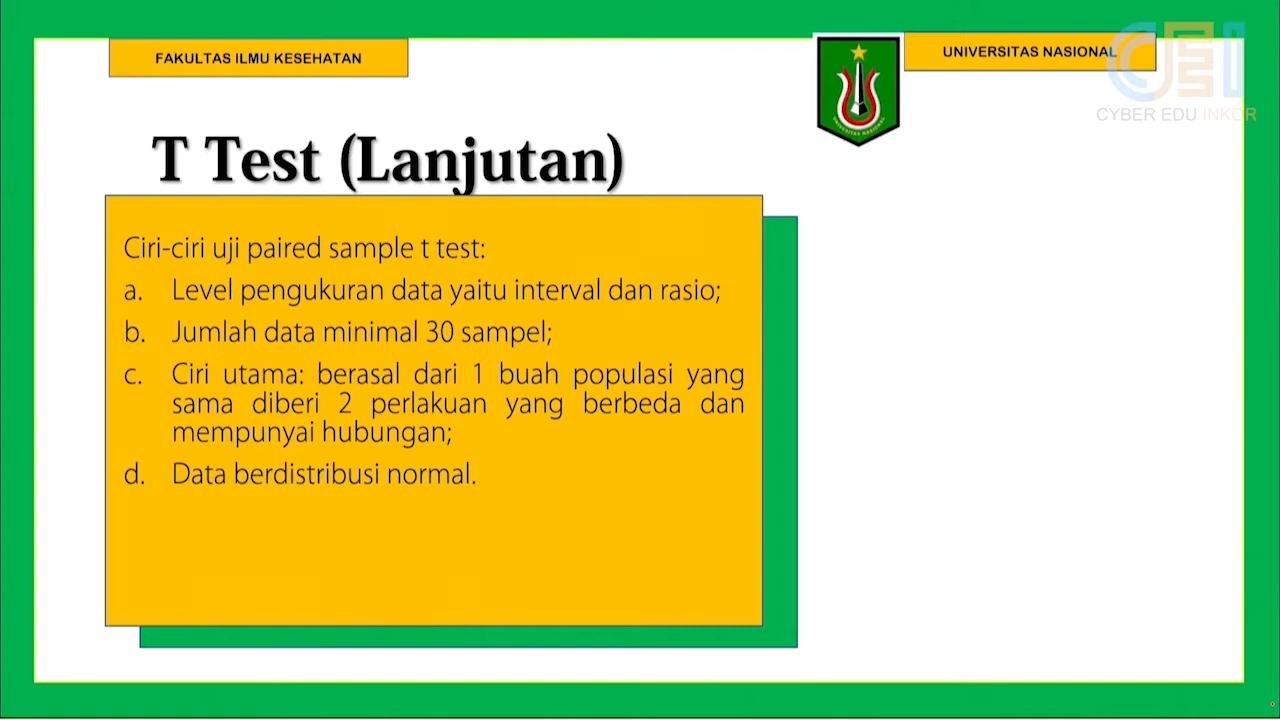 FAKULTAS ILMU KESEHATAN
UNIVERSITAS NASIONAL
CYBER EDU INKOR
UNIVERSITAS NASIONAL
T Test (Lanjutan)
Ciri-ciri uji paired sample t test:
a. Level pengukuran data yaitu interval dan rasio;
b. Jumlah data minimal 30 sampel;
c. Ciri utama: berasal dari 1 buah populasi yang
sama diberi 2 perlakuan yang berbeda dan
mempunyai hubungan;
d. Data berdistribusi normal.